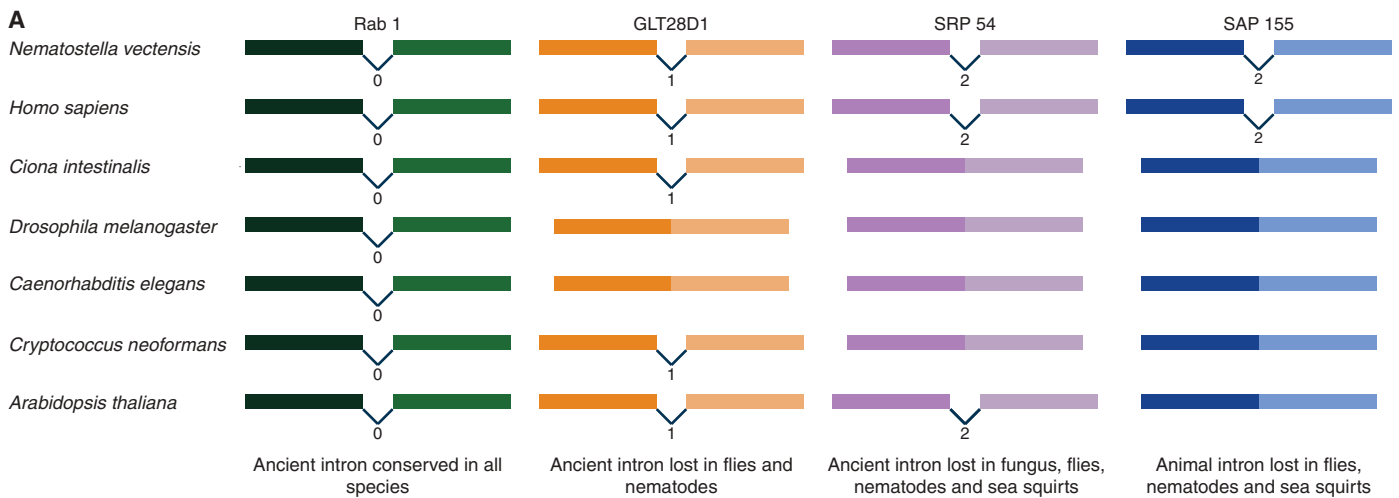 A
Rab 1 GLT28D1 SRP 54 SAP 155
Nematostella vectensis
0 1 2 2
Homo sapiens
0 1 2 2
Ciona intestinalis
0 1
Drosophila melanogaster
0
Caenorhabditis elegans
0
Cryptococcus neoformans
0 1
Arabidopsis thaliana
0 1 2
Ancient intron conserved in all
species
Ancient intron lost in flies and
nematodes
Ancient intron lost in fungus, flies,
nematodes and sea squirts
Animal intron lost in flies,
nematodes and sea squirts